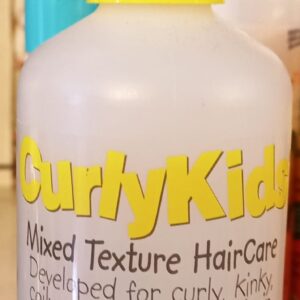 CurlyKids
Mixed Texture HairCare
Developed for curly, Kinky,